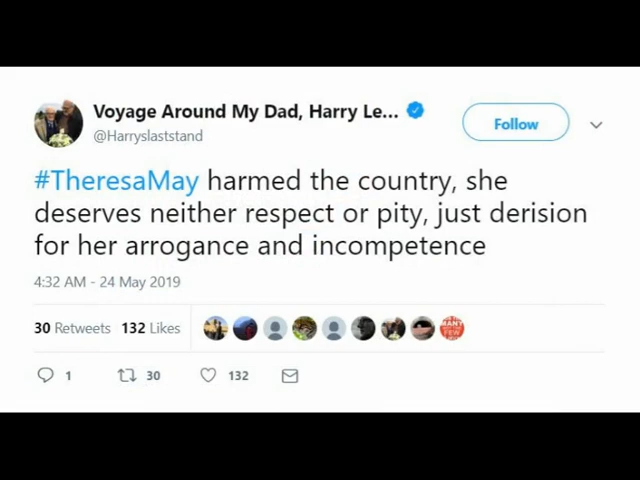 Voyage Around My Dad, Harry Le...
Follow
@Harryslaststand
#TheresaMay harmed the country, she
deserves neither respect or pity, just derision
for her arrogance and incompetence
4:32 AM - 24 May 2019
30 Retweets 132 Likes
1 30 132